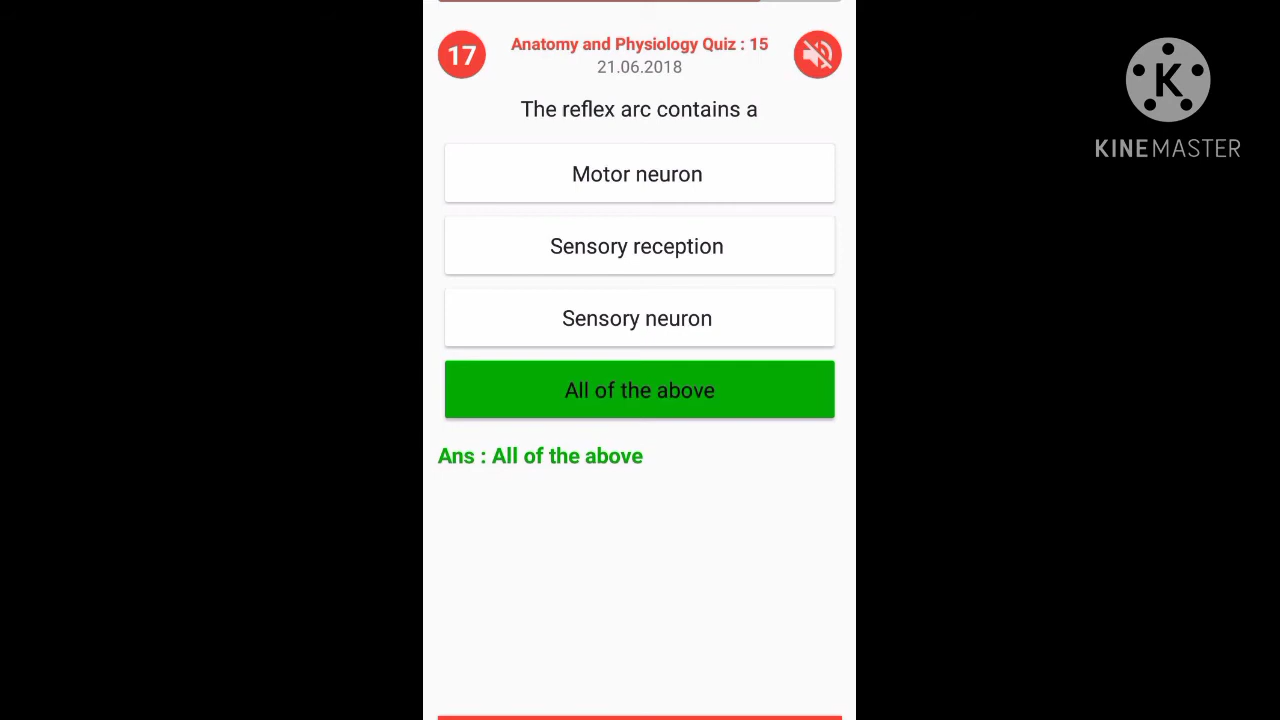 17
Anatomy and Physiology Quiz : 15
21.06.2018
The reflex arc contains a
Motor neuron
Sensory reception
Sensory neuron
All of the above
Ans : All of the above
K
KINEMASTER